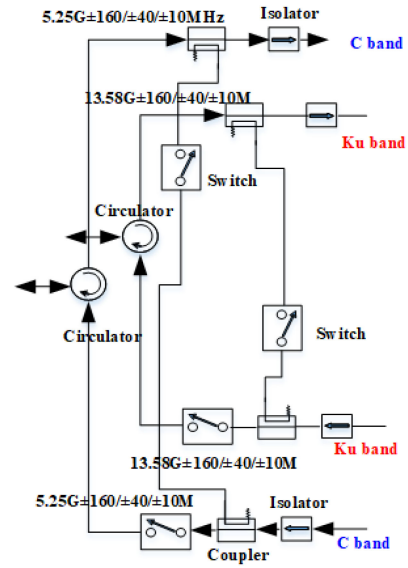 5.25G±160/±40/±10MHz
Isolator
C band
13.58G±160/±40/±10M
Ku band
Switch
Circulator
Circulator
Switch
Ku band
13.58G±160/±40/±10M
5.25G±160/±40/±10M
Isolator
Coupler
C band